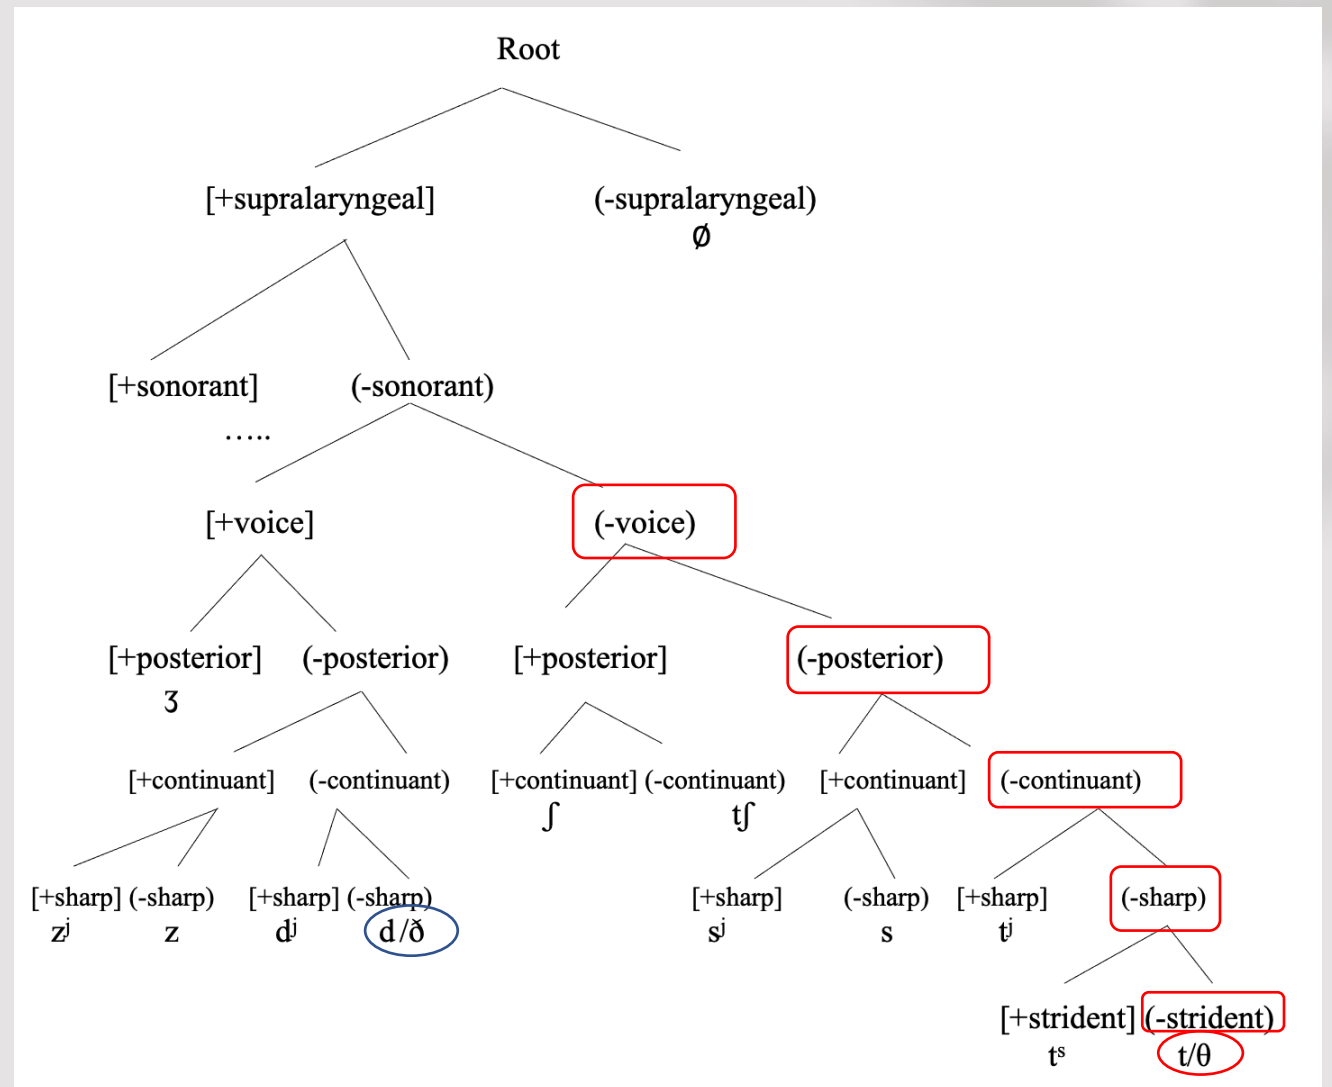 Root
[+supralaryngeal] (-supralaryngeal)
Ø
[+sonorant] (-sonorant)
…..
[+voice] (-voice)
[+posterior] (-posterior) [+posterior] (-posterior)
ʒ
[+continuant] (-continuant) [+continuant] (-continuant) [+continuant] (-continuant)
ʃ tʃ
[+sharp] (-sharp) [+sharp] (-sharp) [+sharp] (-sharp) [+sharp] (-sharp)
zʲ z dʲ d/ð sʲ s tʲ
[+strident] (-strident)
tˢ t/θ